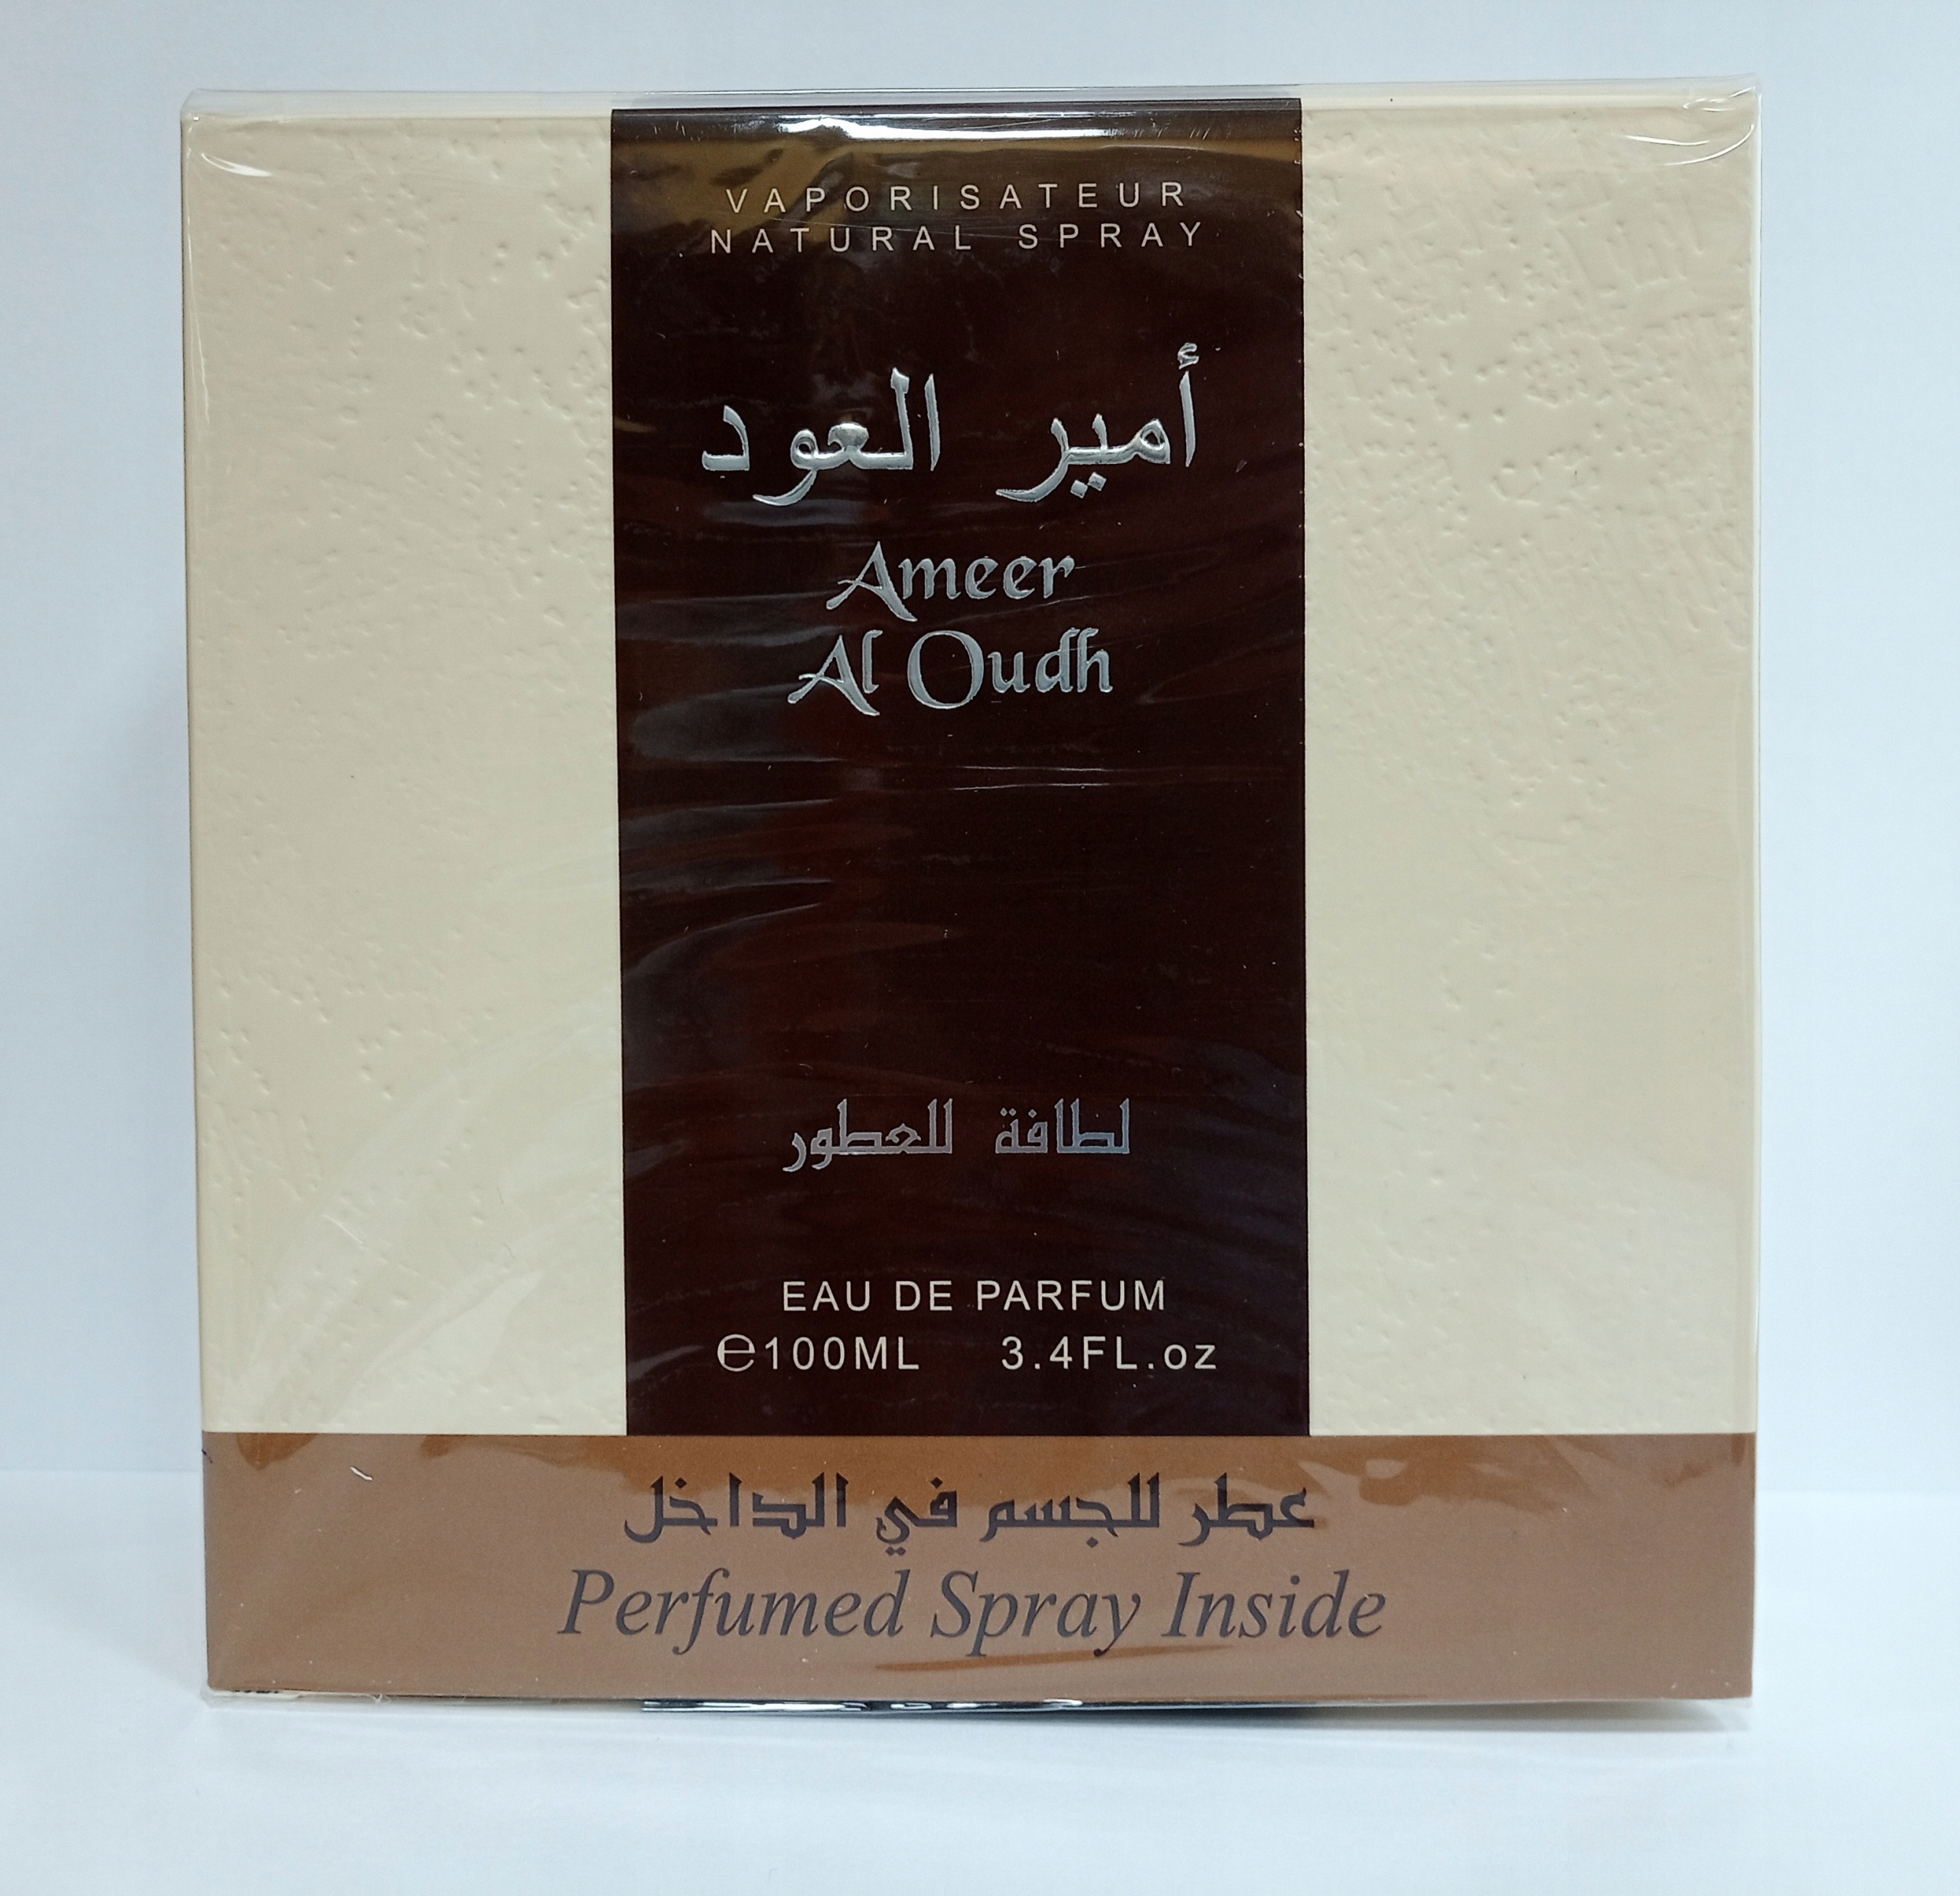 VAPORISATEUR
NATURAL SPRAY
أمير العود
Ameer
Al Oudh
لطافة للعطور
EAU DE PARFUM
℮100ML 3.4FL.oz
عطر للجسم في الداخل
Perfumed Spray Inside